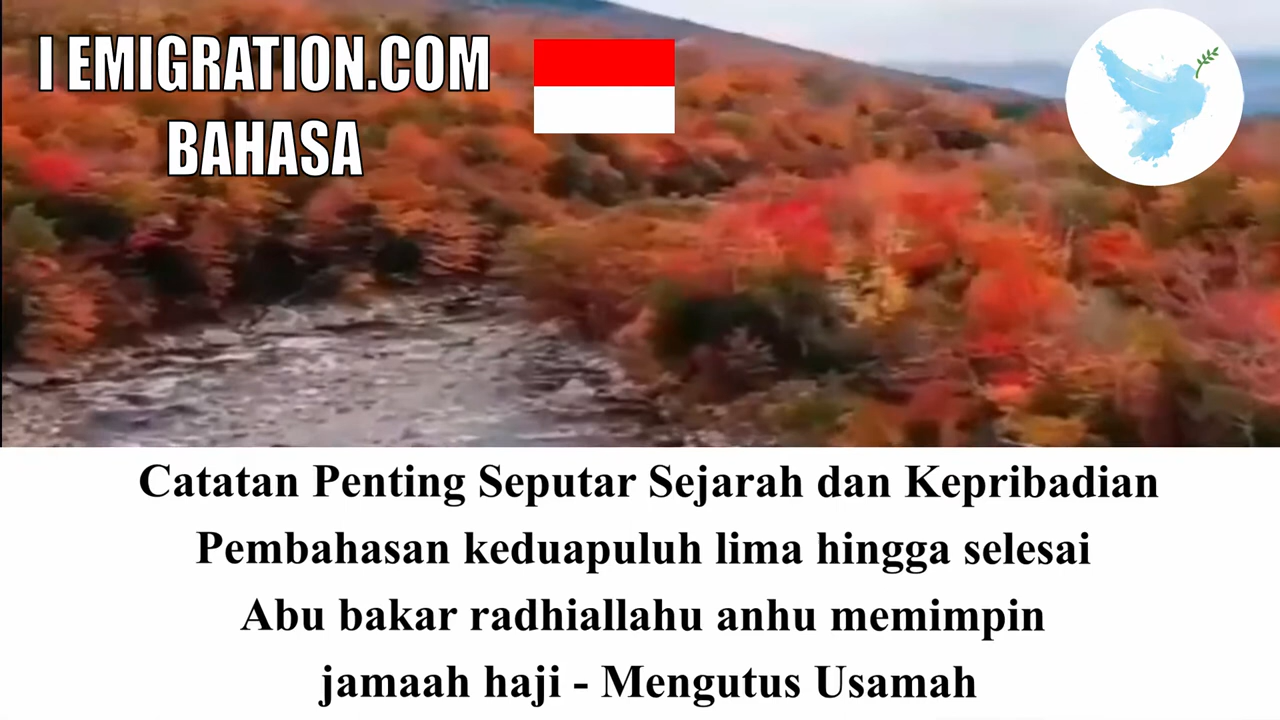 I EMIGRATION.COM
BAHASA
Catatan Penting Seputar Sejarah dan Kepribadian
Pembahasan keduapuluh lima hingga selesai
Abu bakar radhiallahu anhu memimpin
jamaah haji - Mengutus Usamah